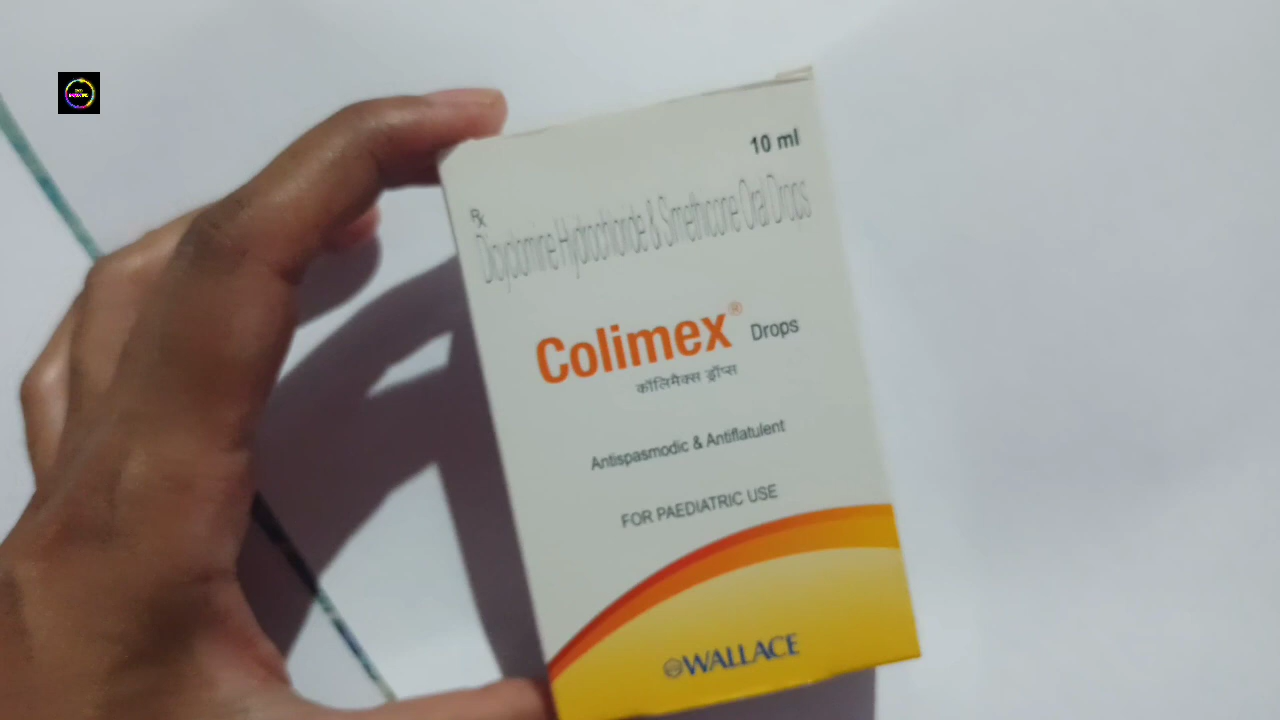 10 ml
Rx
Dicyclomine Hydrochloride & Simethicone Oral Drops
Colimex® Drops
कॉलिमैक्स ड्रॉप्स
Antispasmodic & Antiflatulent
FOR PAEDIATRIC USE
WALLACE